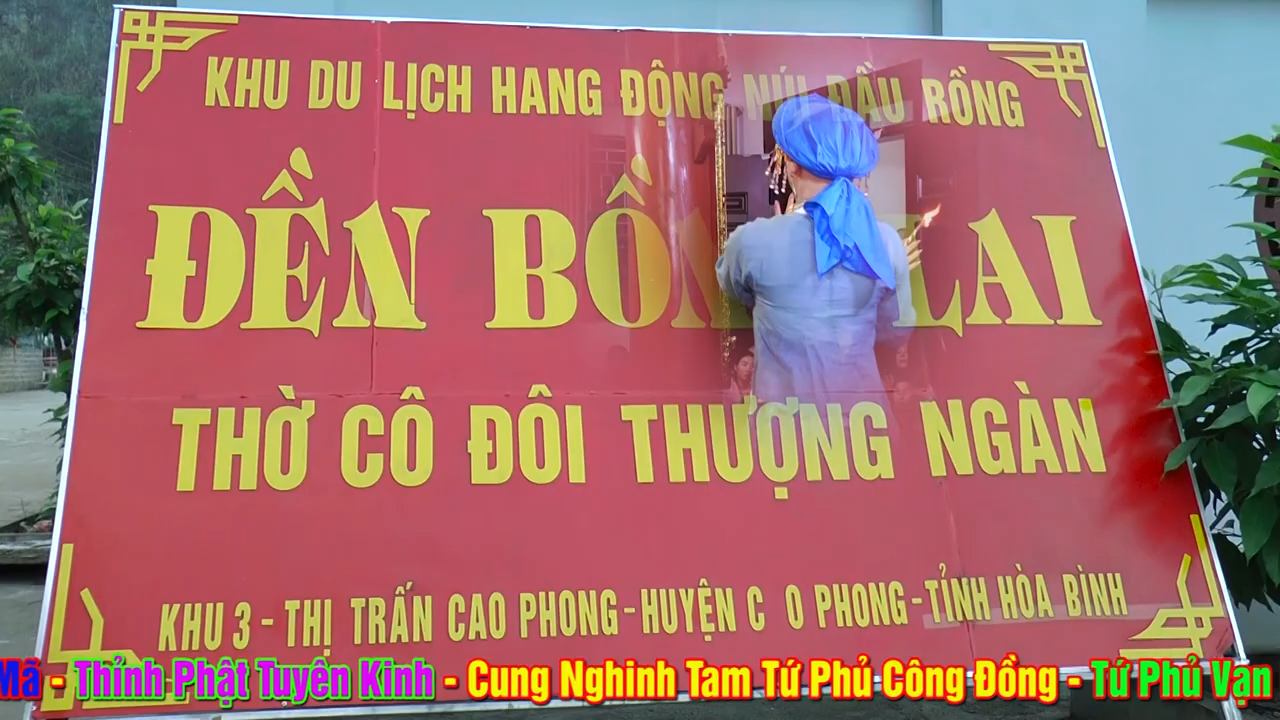 KHU DU LỊCH HANG ĐỘNG NÚI ĐẦU RỒNG
ĐỀN BỒNG LAI
THỜ CÔ ĐÔI THƯỢNG NGÀN
KHU 3 - THỊ TRẤN CAO PHONG - HUYỆN C O PHONG - TỈNH HÒA BÌNH
Mã - Thỉnh Phật Tuyên Kinh - Cung Nghinh Tam Tứ Phủ Công Đồng - Tứ Phủ Vạn